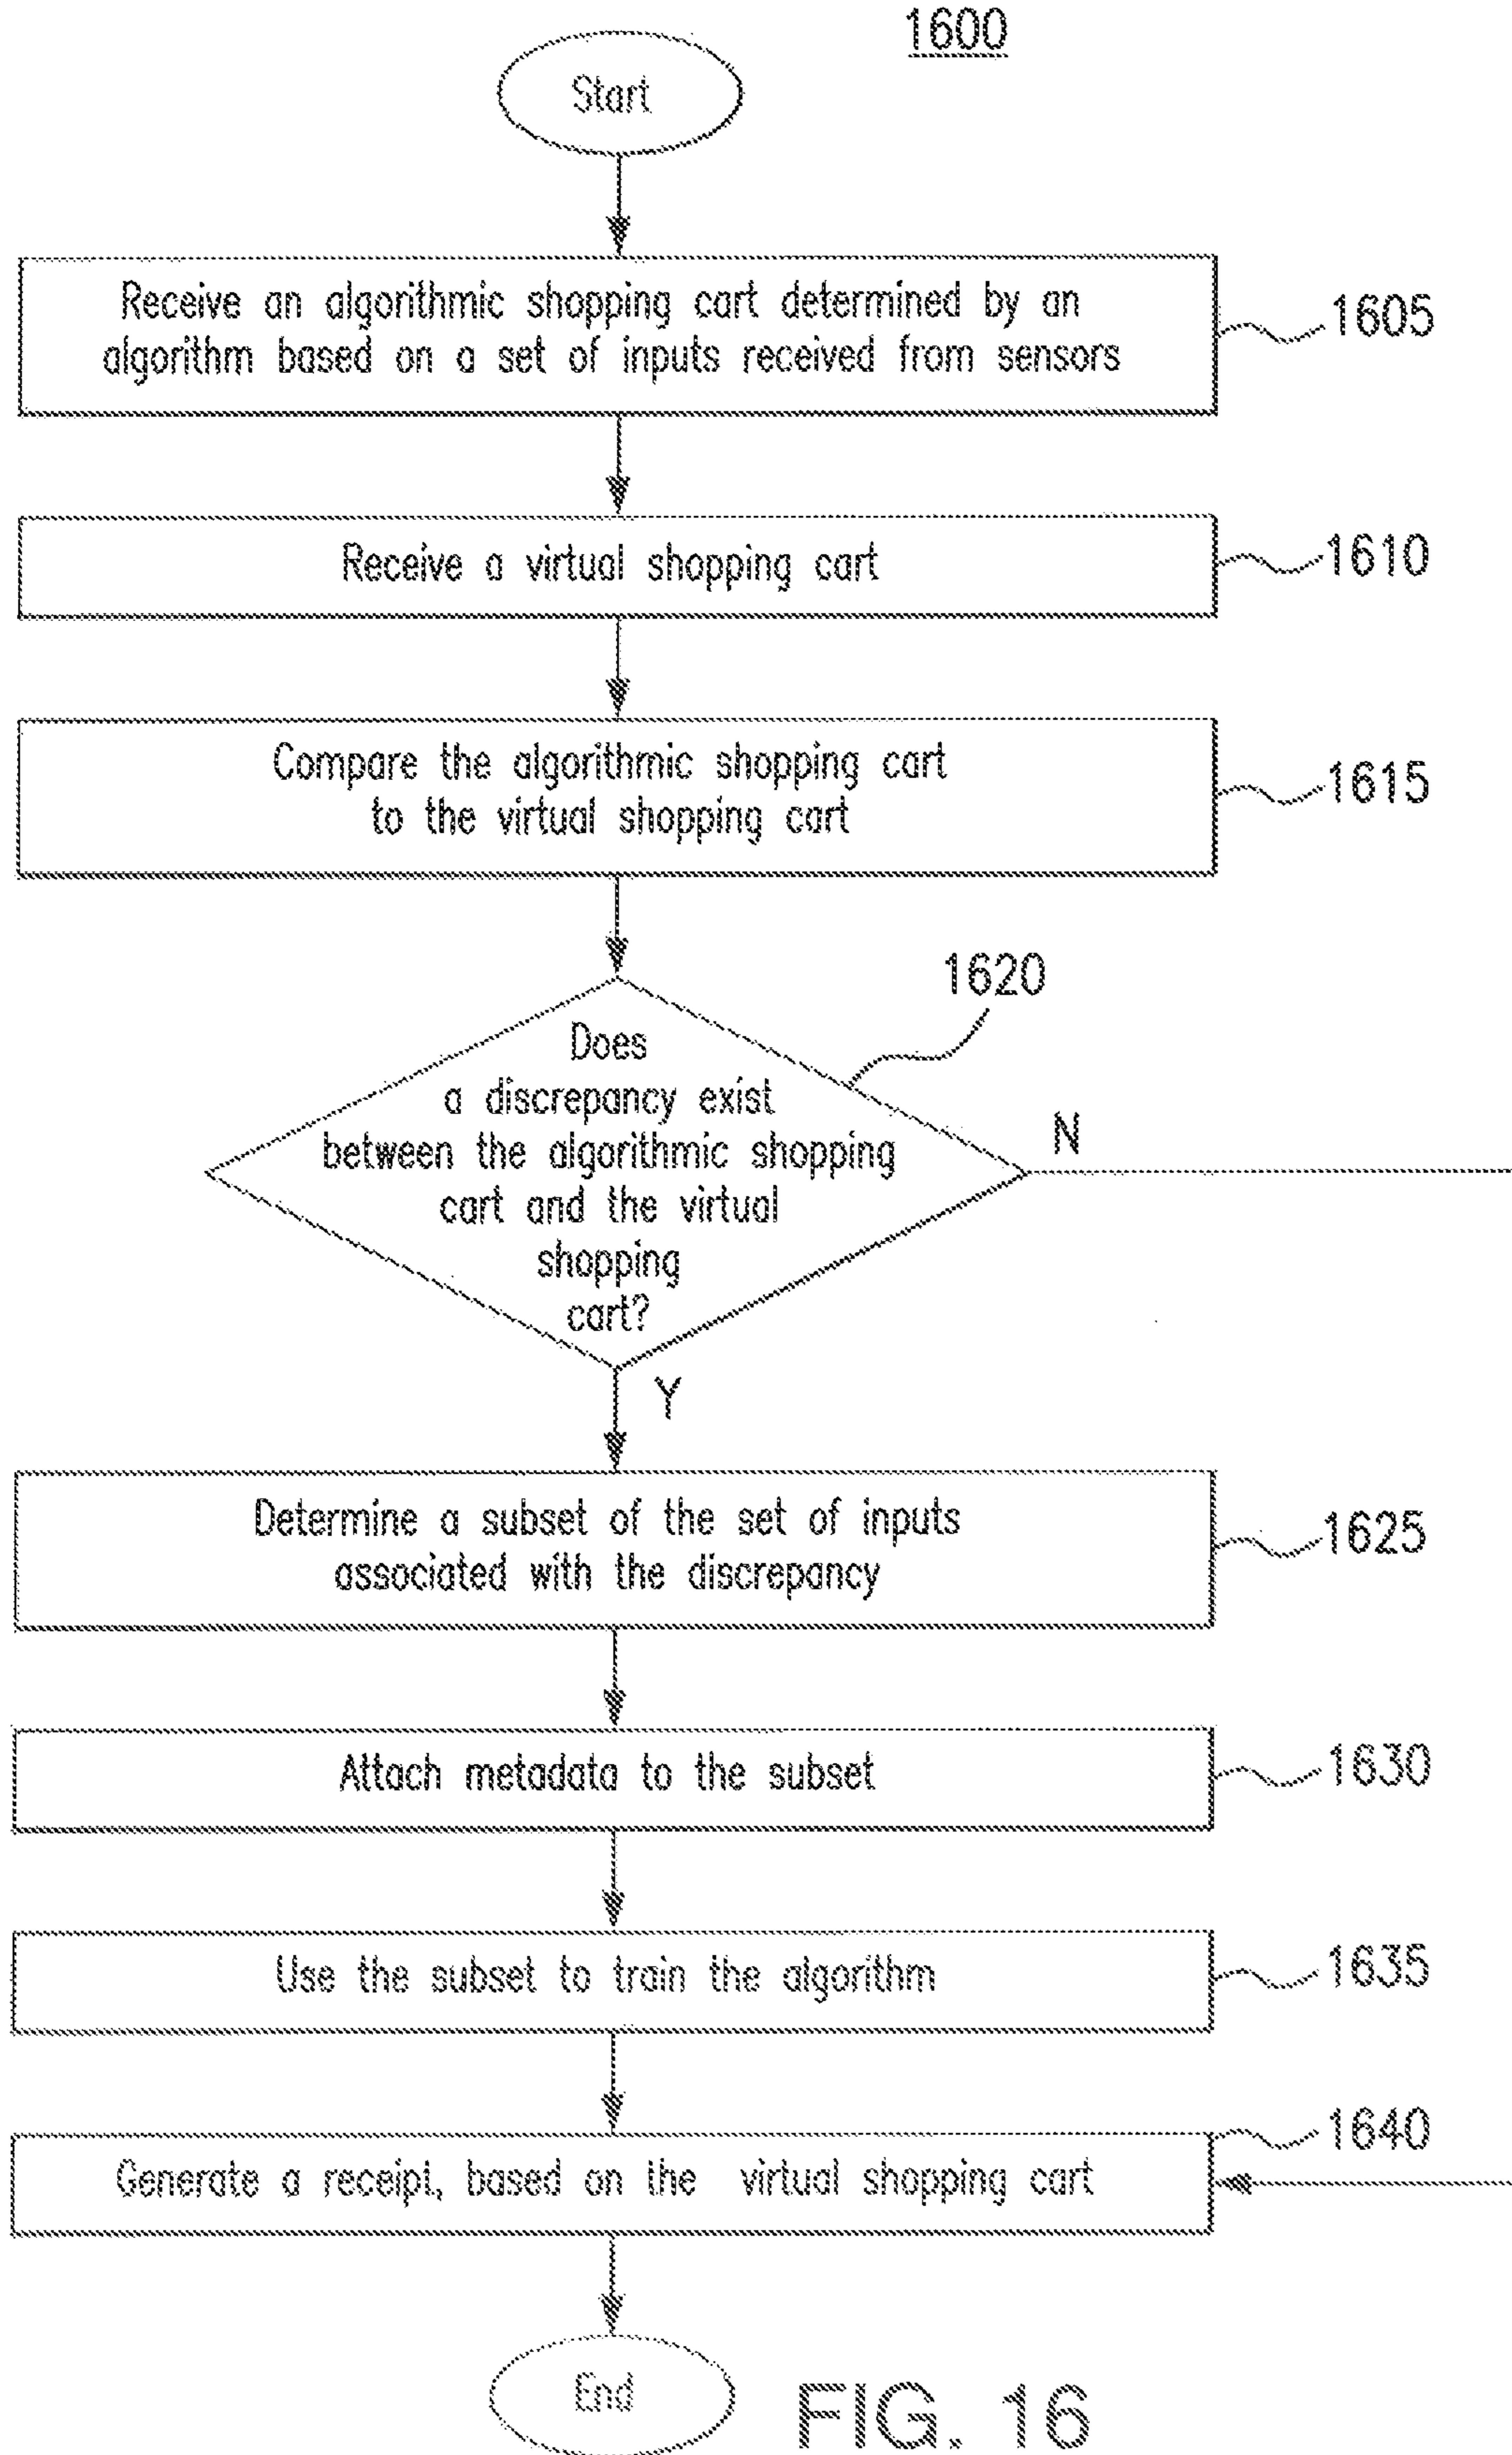 1600
Start
Receive an algorithmic shopping cart determined by an
algorithm based on a set of inputs received from sensors
1605
Receive a virtual shopping cart
1610
Compare the algorithmic shopping cart
to the virtual shopping cart
1615
1620
Does
a discrepancy exist
between the algorithmic shopping
cart and the virtual
shopping
cart?
N
Y
Determine a subset of the set of inputs
associated with the discrepancy
1625
Attach metadata to the subset
1630
Use the subset to train the algorithm
1635
Generate a receipt, based on the virtual shopping cart
1640
End
FIG. 16